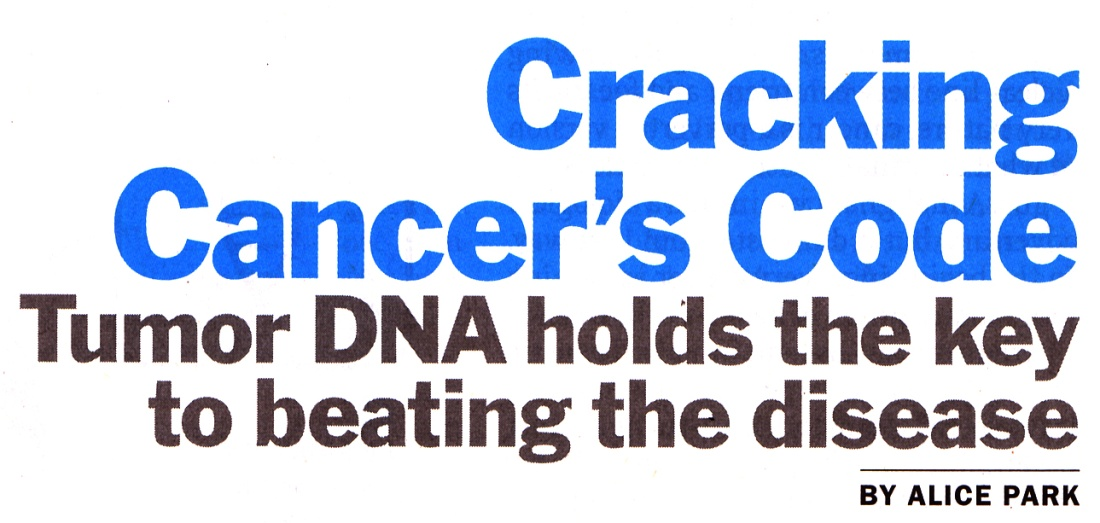 Cracking
Cancer’s Code
Tumor DNA holds the key
to beating the disease
BY ALICE PARK